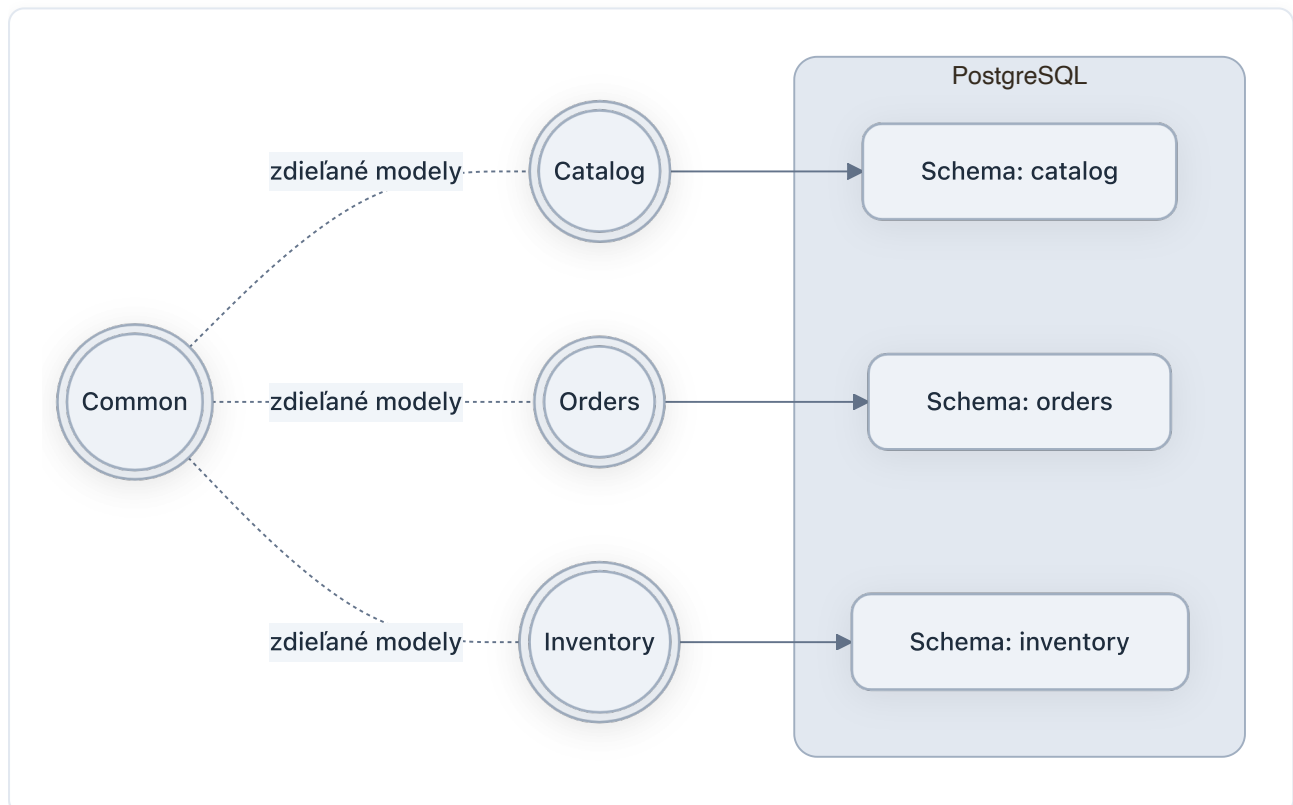 PostgreSQL
zdieľané modely
Catalog
Schema: catalog
Common
zdieľané modely
Orders
Schema: orders
zdieľané modely
Inventory
Schema: inventory